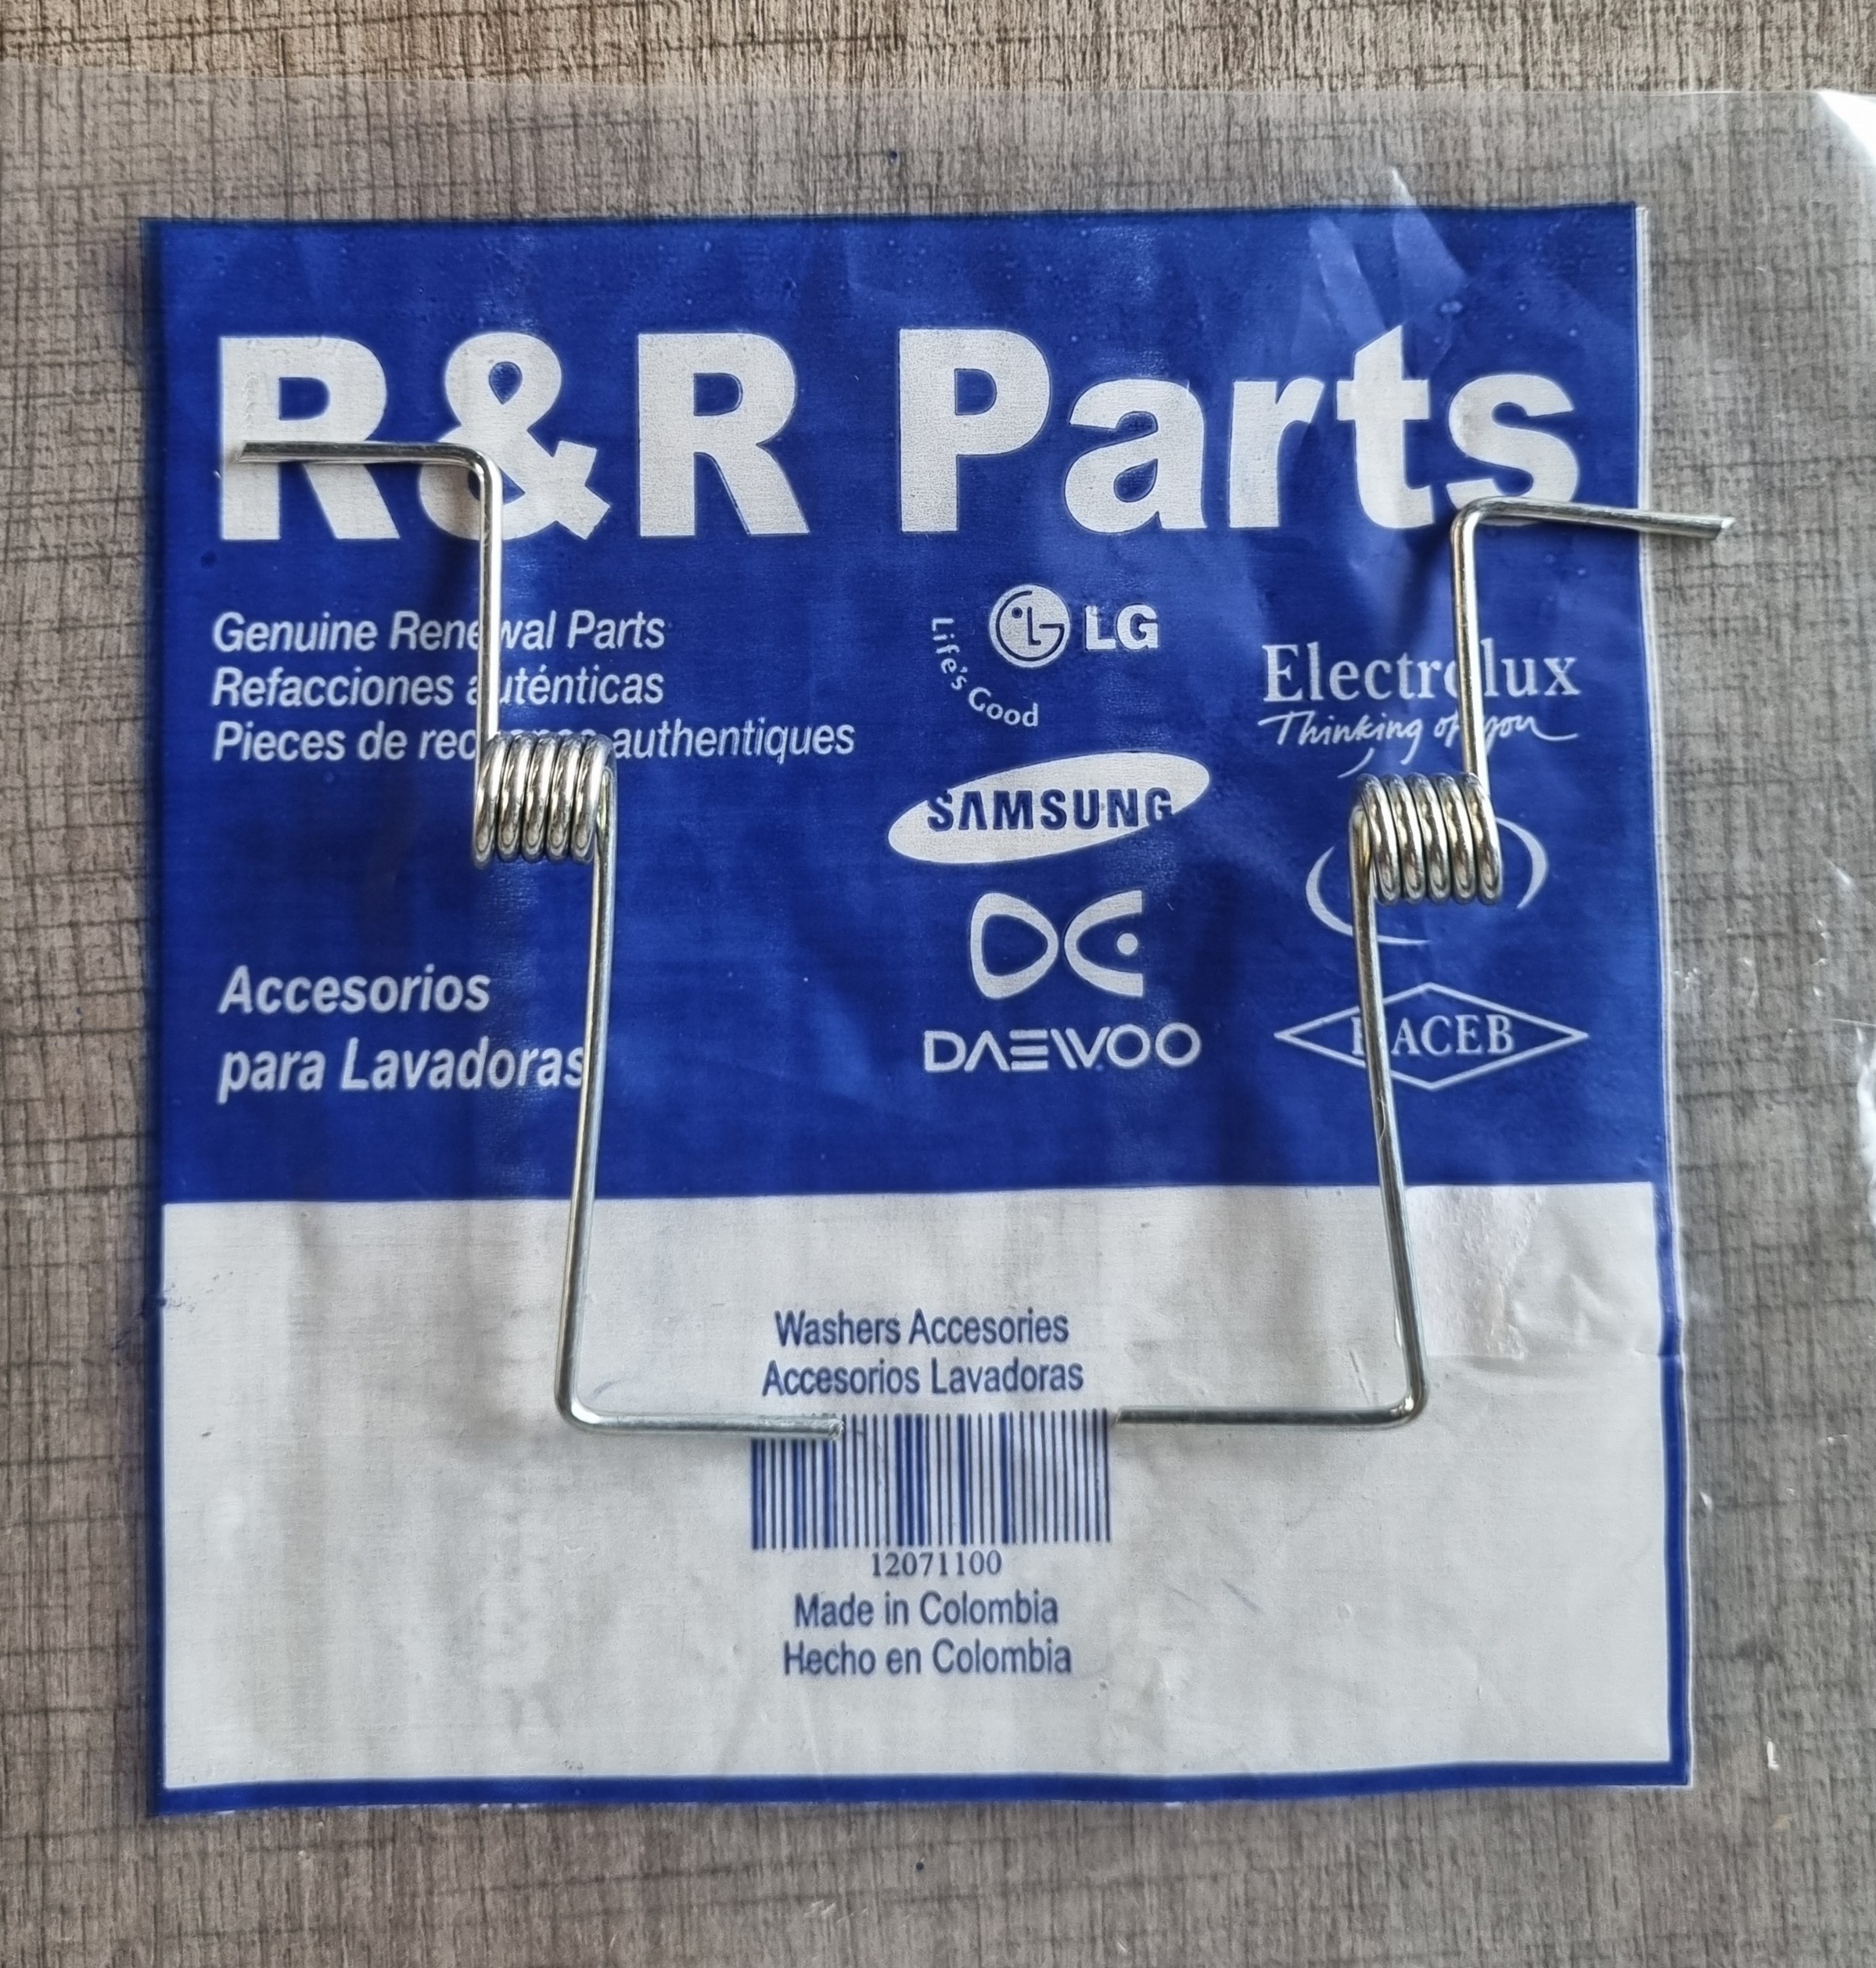 R&R Parts
Genuine Renewal Parts
Refacciones auténticas
Pieces de authentiques
Accesorios
para Lavadoras
LG
Life's Good
SAMSUNG
DAEWOO
Electrolux
Thinking of you
Washers Accesories
Accesorios Lavadoras
12071100
Made in Colombia
Hecho en Colombia